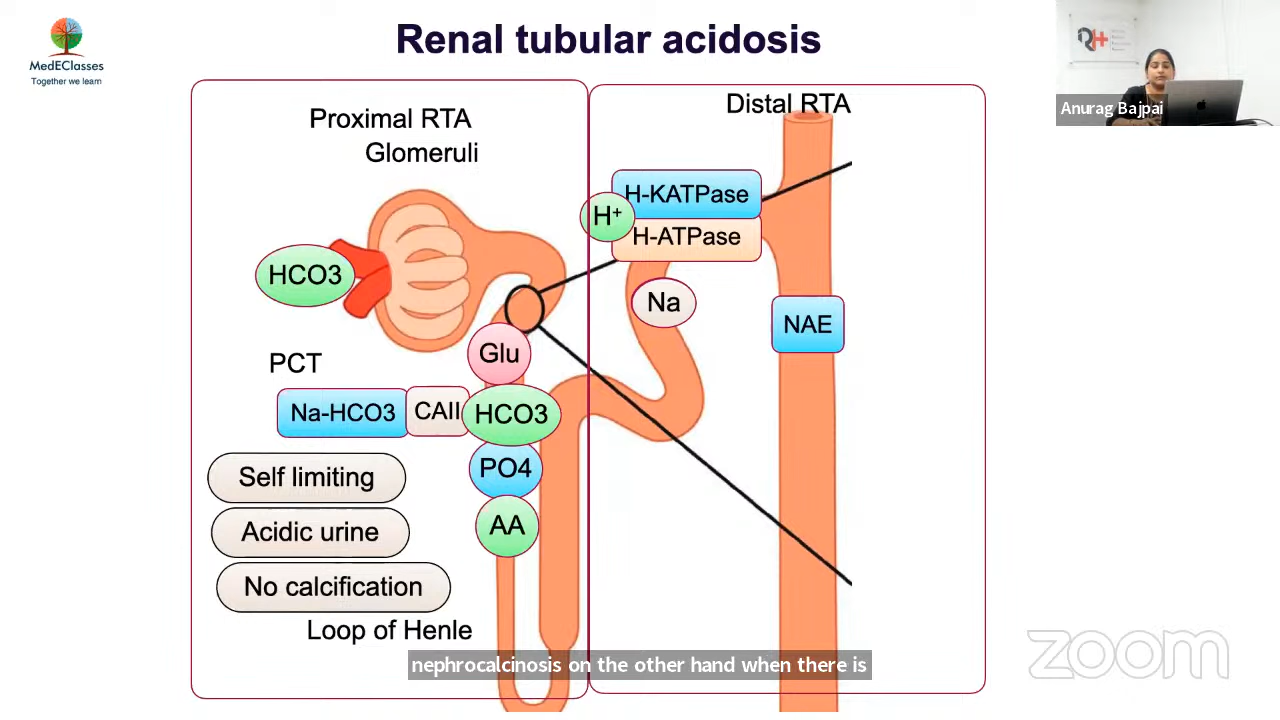 Renal tubular acidosis
MedEClasses
Together we learn
RH+
Anurag Bajpai
Proximal RTA
Glomeruli
HCO3
PCT
Na-HCO3
CAII
Glu
HCO3
PO4
AA
Self limiting
Acidic urine
No calcification
Loop of Henle
Distal RTA
H-KATPase
H+
H-ATPase
Na
NAE
nephrocalcinosis on the other hand when there is
zoom